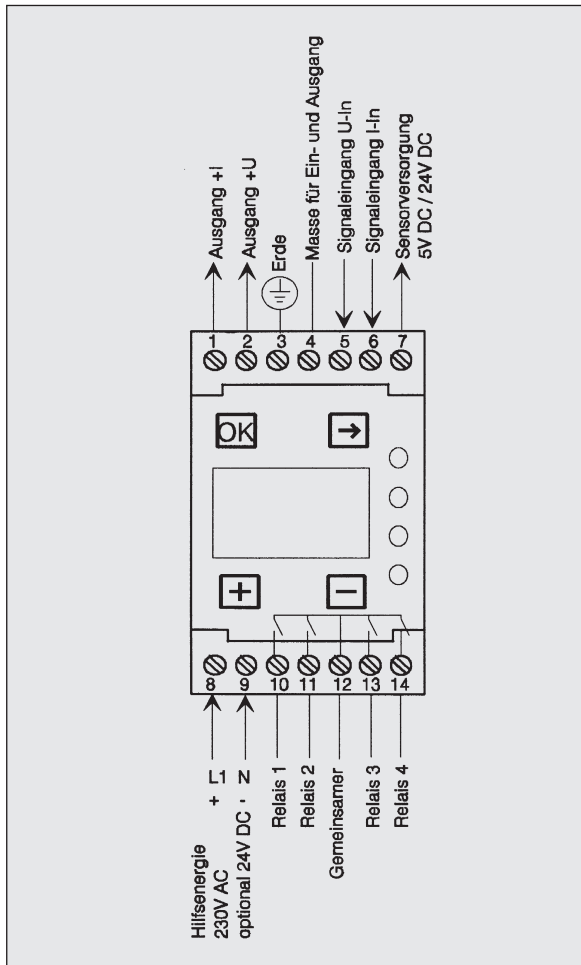 Ausgang +I
Ausgang +U
Erde
Masse für Ein- und Ausgang
Signaleingang U-In
Signaleingang I-In
Sensorversorgung
5V DC / 24V DC
1
2
3
4
5
6
7
OK
8
9
10
11
12
13
14
Hilfsenergie
230V AC + L1
optional 24V DC - N
Relais 1
Relais 2
Gemeinsamer
Relais 3
Relais 4